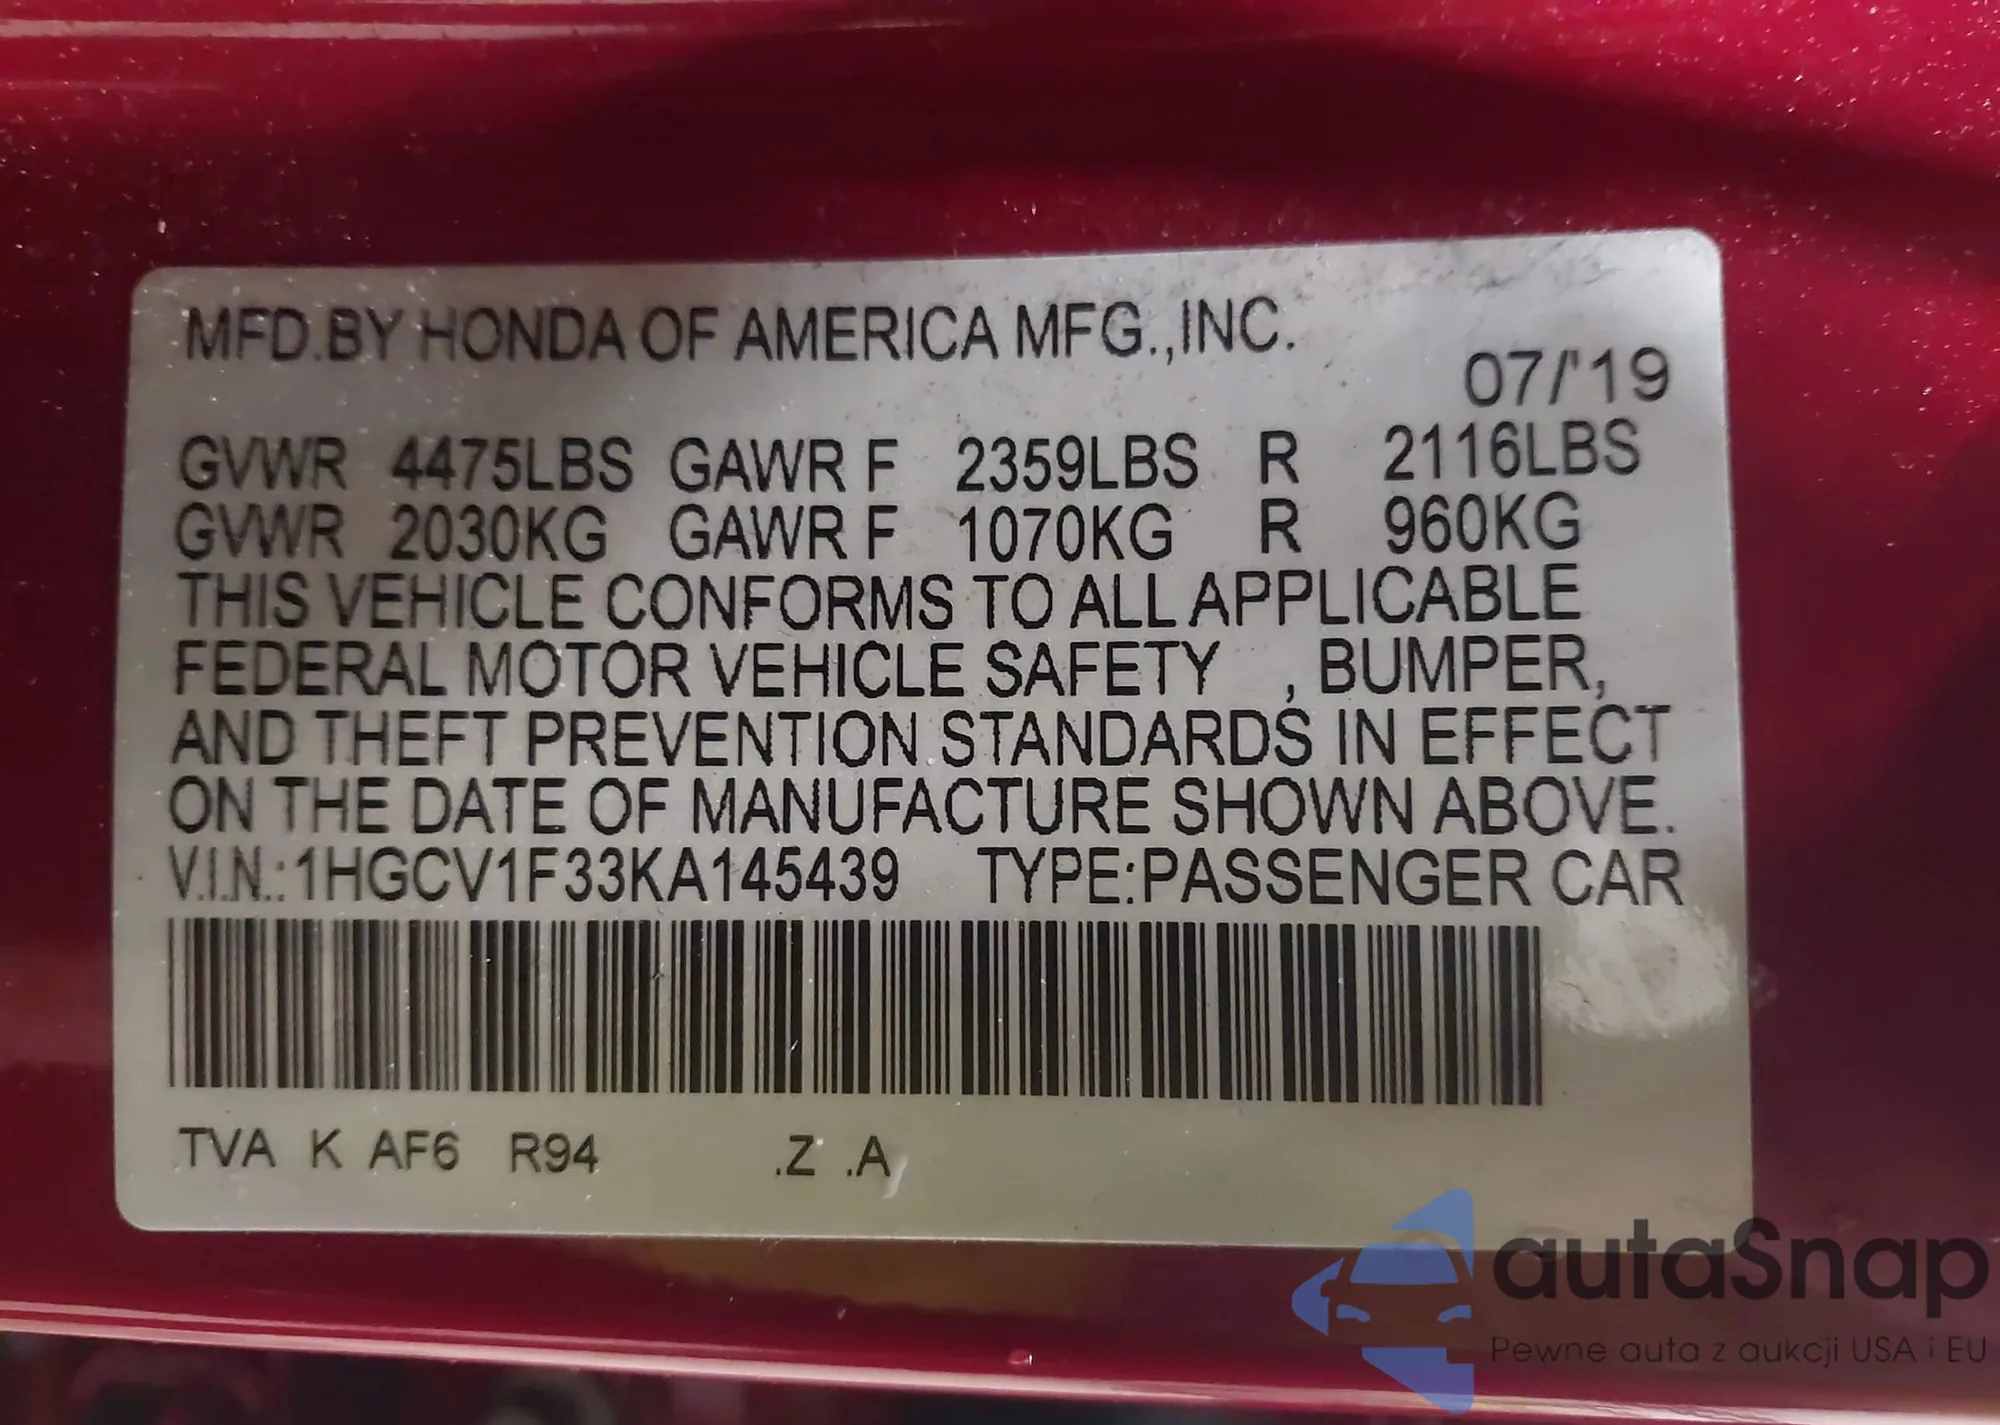 MFD.BY HONDA OF AMERICA MFG.,INC.
07/'19
GVWR 4475LBS GAWR F 2359LBS R 2116LBS
GVWR 2030KG GAWR F 1070KG R 960KG
THIS VEHICLE CONFORMS TO ALL APPLICABLE
FEDERAL MOTOR VEHICLE SAFETY , BUMPER,
AND THEFT PREVENTION STANDARDS IN EFFECT
ON THE DATE OF MANUFACTURE SHOWN ABOVE.
V.I.N.:1HGCV1F33KA145439 TYPE:PASSENGER CAR
TVA K AF6 R94 .Z .A
autaSnap
Pewne auta z aukcji USA i EU